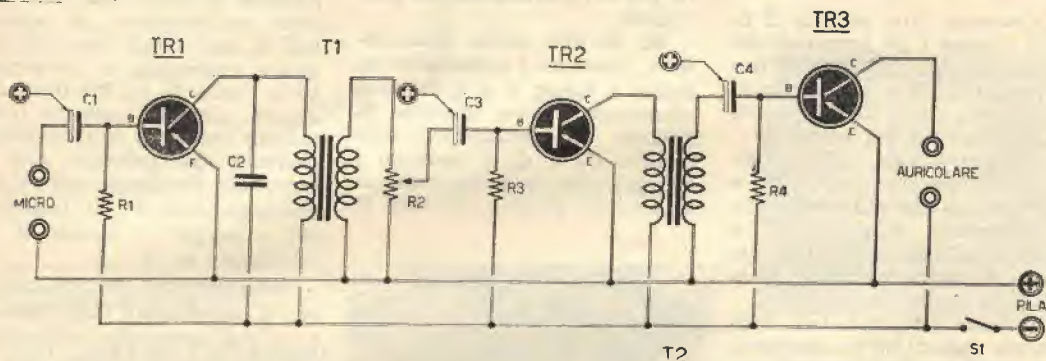 TR1
T1
TR2
TR3
+
C1
B
C
E
C2
R1
MICRO
+
C3
R2
B
C
E
R3
+
C4
B
C
E
R4
AURICOLARE
+
PILA
-
S1
T2